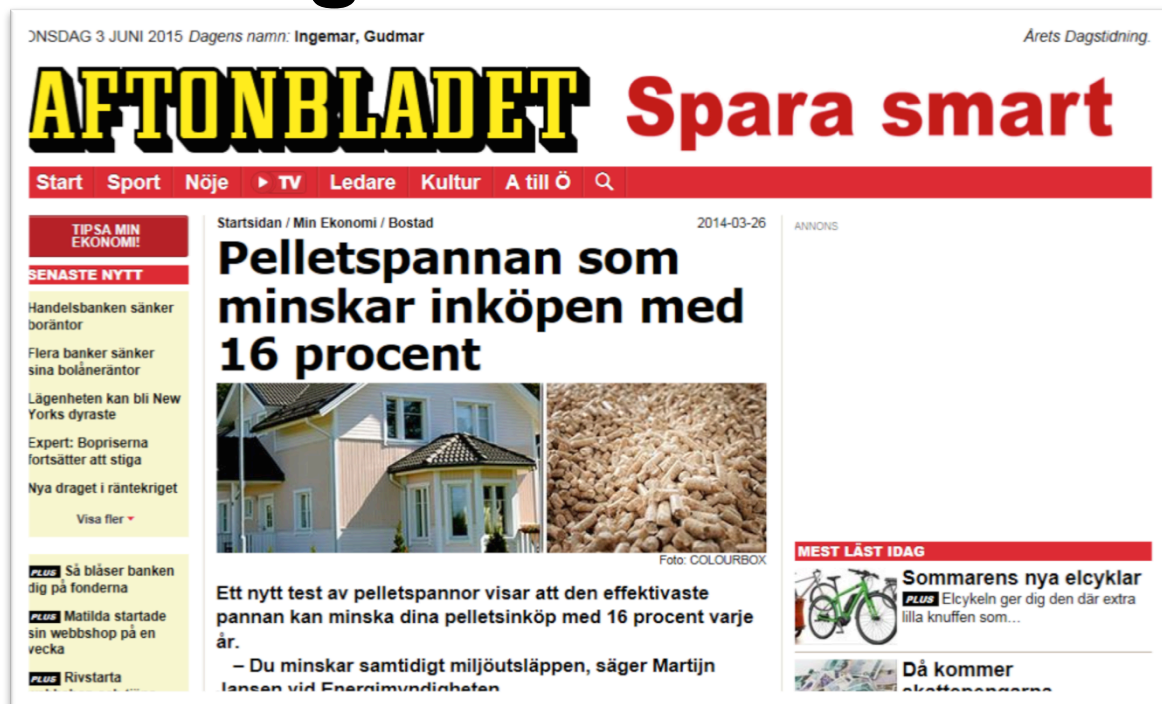 ONSDAG 3 JUNI 2015 Dagens namn: Ingemar, Gudmar
Årets Dagstidning.
AFTONBLADET Spara smart
Start Sport Nöje TV Ledare Kultur A till Ö
TIPSA MIN
EKONOMI!
SENASTE NYTT
Handelsbanken sänker
boräntor
Flera banker sänker
sina bolåneräntor
Lägenheten kan bli New
Yorks dyraste
Expert: Bopriserna
fortsätter att stiga
Nya draget i räntekriget
Visa fler
PLUS Så blåser banken
dig på fonderna
PLUS Matilda startade
sin webbshop på en
vecka
PLUS Rivstarta
Startsidan / Min Ekonomi / Bostad
2014-03-26
Pelletspannan som
minskar inköpen med
16 procent
Foto: COLOURBOX
Ett nytt test av pelletspannor visar att den effektivaste
pannan kan minska dina pelletsinköp med 16 procent varje
år.
– Du minskar samtidigt miljöutsläppen, säger Martijn
Jansen vid Energimyndigheten
ANNONS
MEST LÄST IDAG
Sommarens nya elcyklar
PLUS Elcykeln ger dig den där extra
lilla knuffen som...
Då kommer
skattepengarna